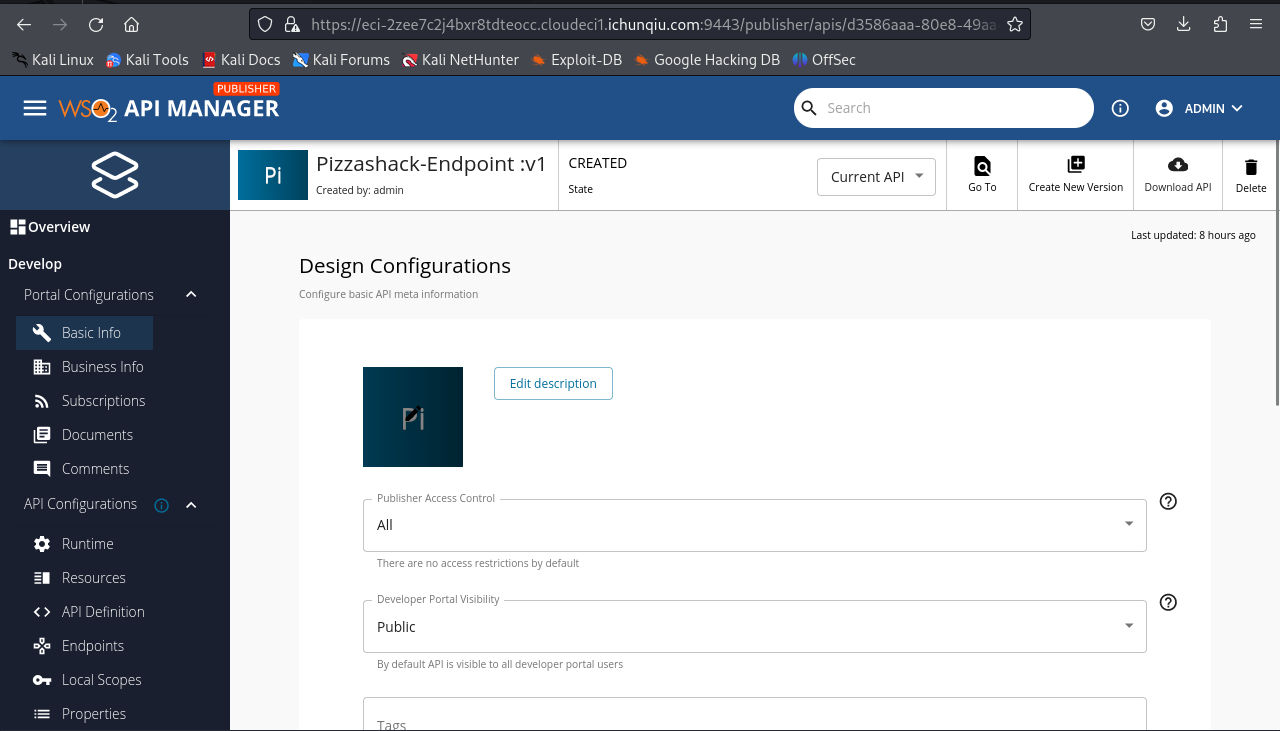 https://eci-2zee7c2j4bxr8tdteocc.cloudeci1.ichunqiu.com:9443/publisher/apis/d3586aaa-80e8-49aa
Kali Linux Kali Tools Kali Docs Kali Forums Kali NetHunter Exploit-DB Google Hacking DB OffSec
PUBLISHER
WSO2 API MANAGER
Search
ADMIN
Pi
Pizzashack-Endpoint :v1
Created by: admin
CREATED
State
Current API
Go To
Create New Version
Download API
Delete
Overview
Develop
Portal Configurations
Basic Info
Business Info
Subscriptions
Documents
Comments
API Configurations
Runtime
Resources
API Definition
Endpoints
Local Scopes
Properties
Last updated: 8 hours ago
Design Configurations
Configure basic API meta information
Pi
Edit description
Publisher Access Control
All
There are no access restrictions by default
Developer Portal Visibility
Public
By default API is visible to all developer portal users
Tags